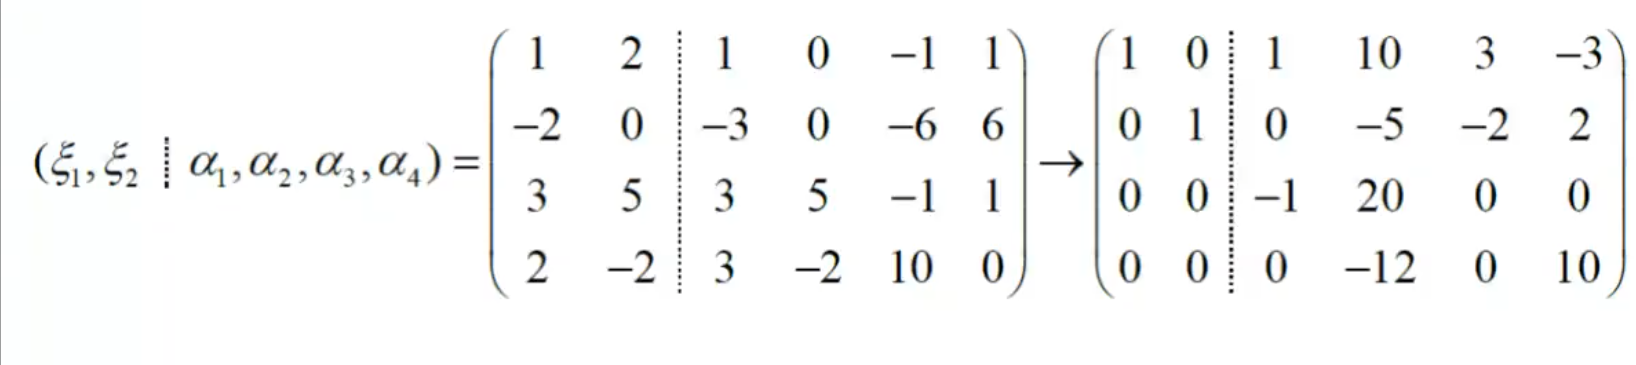 (ξ₁, ξ₂ ┊ α₁, α₂, α₃, α₄) = ( 1 2 ┊ 1 0 −1 1 ) → ( 1 0 ┊ 1 10 3 −3 )
( −2 0 ┊ −3 0 −6 6 ) ( 0 1 ┊ 0 −5 −2 2 )
( 3 5 ┊ 3 5 −1 1 ) ( 0 0 ┊ −1 20 0 0 )
( 2 −2 ┊ 3 −2 10 0 ) ( 0 0 ┊ 0 −12 0 10 )